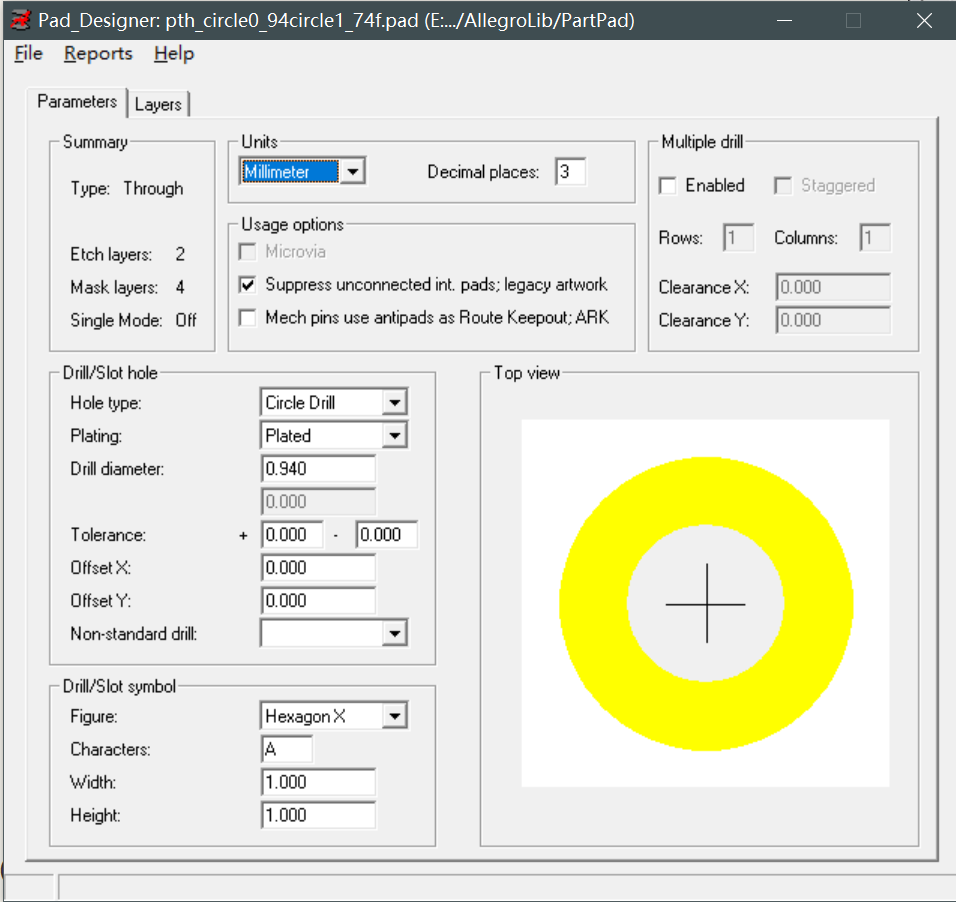 Pad_Designer: pth_circle0_94circle1_74f.pad (E:.../AllegroLib/PartPad)
File Reports Help
Parameters Layers
Summary
Type: Through
Etch layers: 2
Mask layers: 4
Single Mode: Off
Units
Millimeter Decimal places: 3
Usage options
Microvia
Suppress unconnected int. pads; legacy artwork
Mech pins use antipads as Route Keepout; ARK
Multiple drill
Enabled Staggered
Rows: 1 Columns: 1
Clearance X: 0.000
Clearance Y: 0.000
Drill/Slot hole
Hole type: Circle Drill
Plating: Plated
Drill diameter: 0.940
0.000
Tolerance: + 0.000 - 0.000
Offset X: 0.000
Offset Y: 0.000
Non-standard drill:
Drill/Slot symbol
Figure: Hexagon X
Characters: A
Width: 1.000
Height: 1.000
Top view